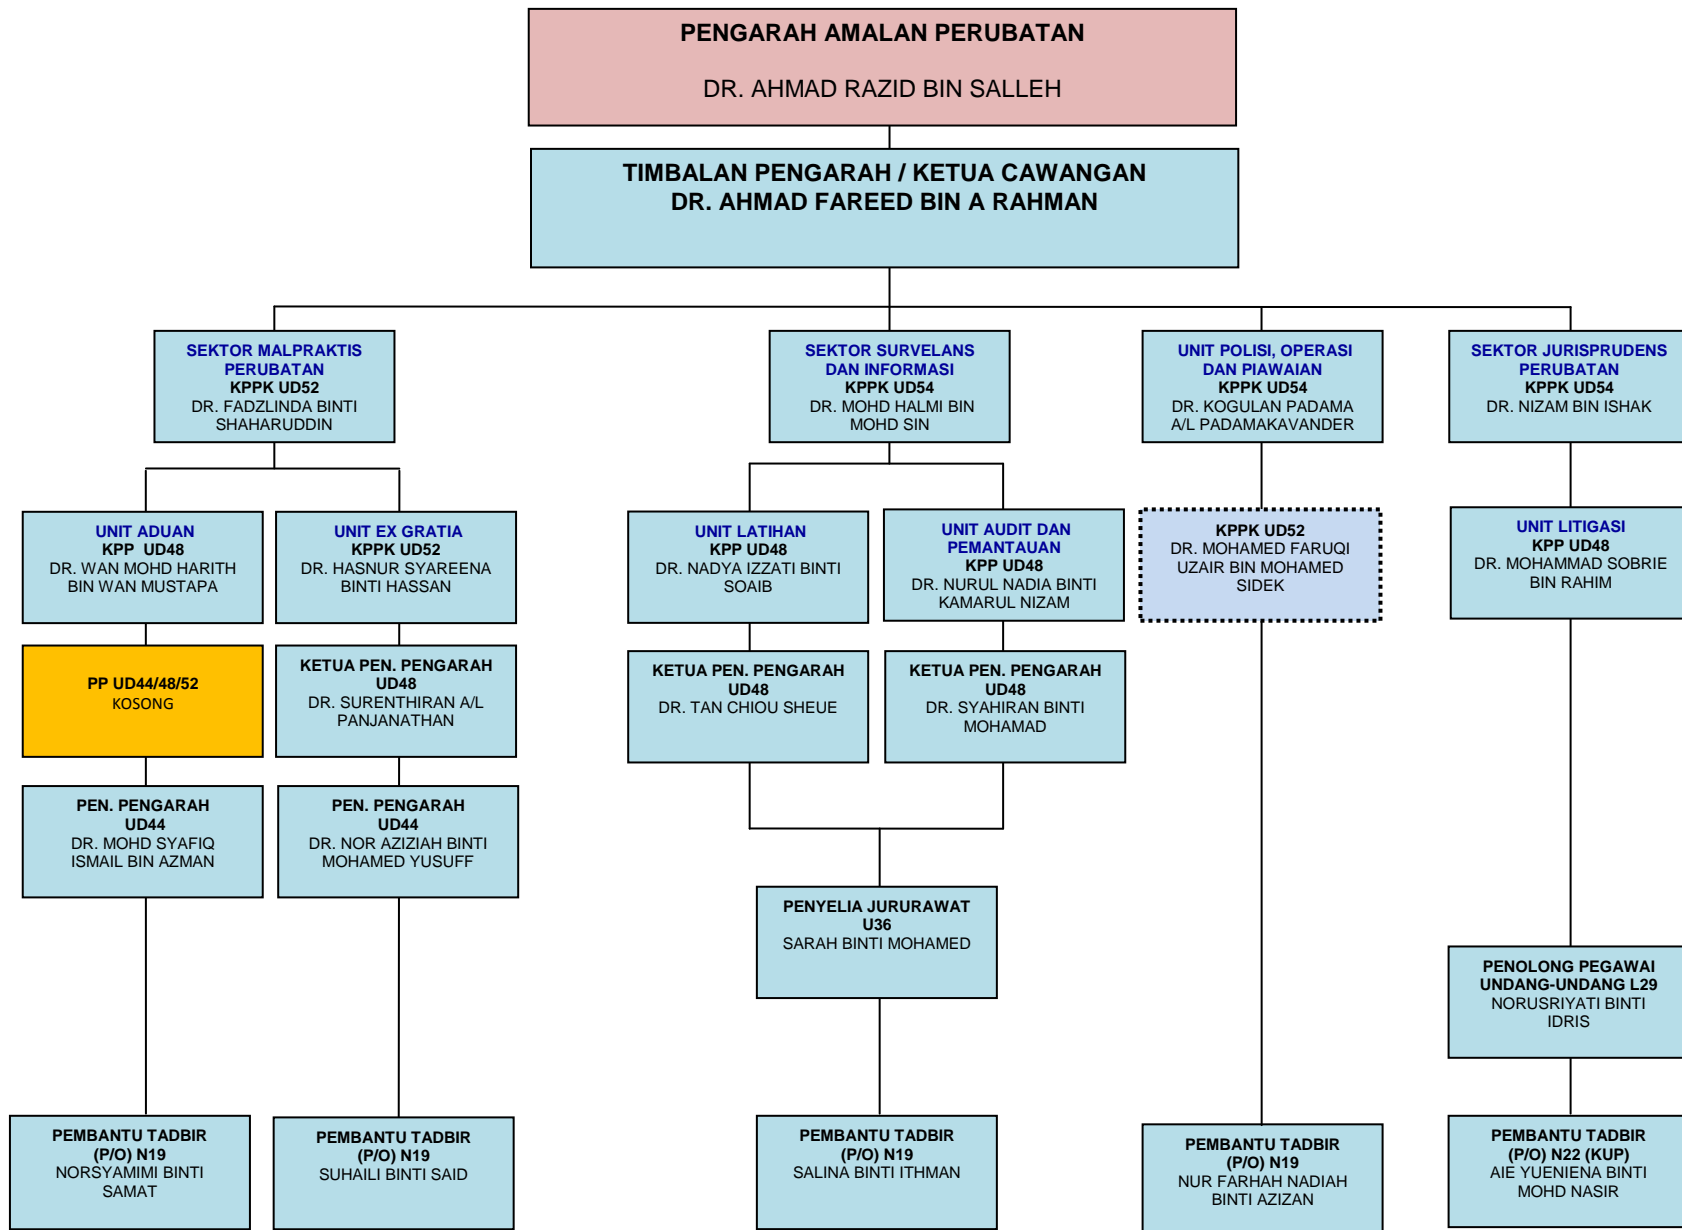 PENGARAH AMALAN PERUBATAN
DR. AHMAD RAZID BIN SALLEH
TIMBALAN PENGARAH / KETUA CAWANGAN
DR. AHMAD FAREED BIN A RAHMAN
SEKTOR MALPRAKTIS
PERUBATAN
KPPK UD52
DR. FADZLINDA BINTI
SHAHARUDDIN
SEKTOR SURVELANS
DAN INFORMASI
KPPK UD54
DR. MOHD HALMI BIN
MOHD SIN
UNIT POLISI, OPERASI
DAN PIAWAIAN
KPPK UD54
DR. KOGULAN PADAMA
A/L PADAMAKAVANDER
SEKTOR JURISPRUDENS
PERUBATAN
KPPK UD54
DR. NIZAM BIN ISHAK
UNIT ADUAN
KPP UD48
DR. WAN MOHD HARITH
BIN WAN MUSTAPA
UNIT EX GRATIA
KPPK UD52
DR. HASNUR SYAREENA
BINTI HASSAN
UNIT LATIHAN
KPP UD48
DR. NADYA IZZATI BINTI
SOAIB
UNIT AUDIT DAN
PEMANTAUAN
KPP UD48
DR. NURUL NADIA BINTI
KAMARUL NIZAM
KPPK UD52
DR. MOHAMED FARUQI
UZAIR BIN MOHAMED
SIDEK
UNIT LITIGASI
KPP UD48
DR. MOHAMMAD SOBRIE
BIN RAHIM
PP UD44/48/52
KOSONG
KETUA PEN. PENGARAH
UD48
DR. SURENTHIRAN A/L
PANJANATHAN
KETUA PEN. PENGARAH
UD48
DR. TAN CHIOU SHEUE
KETUA PEN. PENGARAH
UD48
DR. SYAHIRAN BINTI
MOHAMAD
PEN. PENGARAH
UD44
DR. MOHD SYAFIQ
ISMAIL BIN AZMAN
PEN. PENGARAH
UD44
DR. NOR AZIZIAH BINTI
MOHAMED YUSUFF
PENYELIA JURURAWAT
U36
SARAH BINTI MOHAMED
PENOLONG PEGAWAI
UNDANG-UNDANG L29
NORUSRIYATI BINTI
IDRIS
PEMBANTU TADBIR
(P/O) N19
NORSYAMIMI BINTI
SAMAT
PEMBANTU TADBIR
(P/O) N19
SUHAILI BINTI SAID
PEMBANTU TADBIR
(P/O) N19
SALINA BINTI ITHMAN
PEMBANTU TADBIR
(P/O) N19
NUR FARHAH NADIAH
BINTI AZIZAN
PEMBANTU TADBIR
(P/O) N22 (KUP)
AIE YUENIENA BINTI
MOHD NASIR